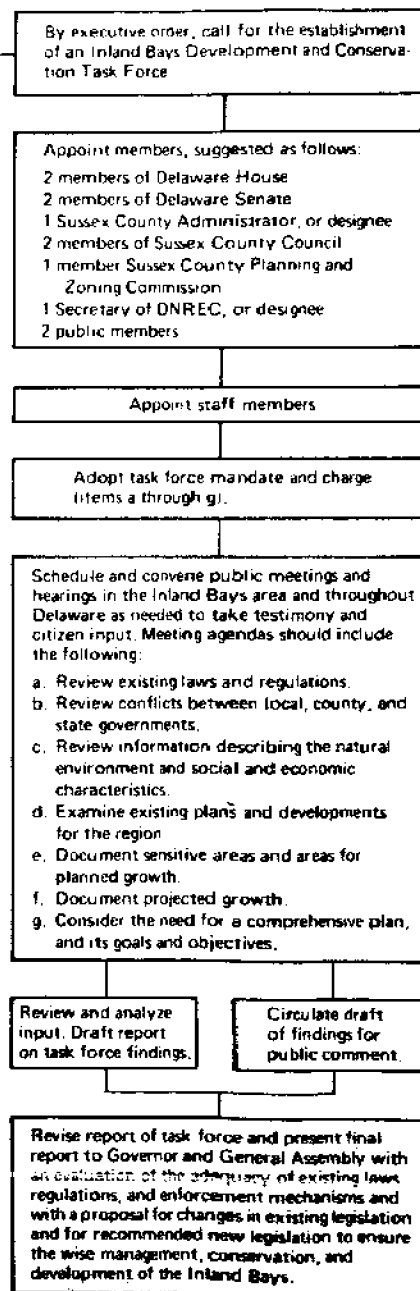 By executive order, call for the establishment
of an Inland Bays Development and Conserva-
tion Task Force
Appoint members, suggested as follows:
2 members of Delaware House
2 members of Delaware Senate
1 Sussex County Administrator, or designee
2 members of Sussex County Council
1 member Sussex County Planning and
Zoning Commission
1 Secretary of DNREC, or designee
2 public members
Appoint staff members
Adopt task force mandate and charge
(items a through g).
Schedule and convene public meetings and
hearings in the Inland Bays area and throughout
Delaware as needed to take testimony and
citizen input. Meeting agendas should include
the following:
a. Review existing laws and regulations.
b. Review conflicts between local, county, and
state governments.
c. Review information describing the natural
environment and social and economic
characteristics.
d. Examine existing plans and developments
for the region
e. Document sensitive areas and areas for
planned growth.
f. Document projected growth.
g. Consider the need for a comprehensive plan,
and its goals and objectives.
Review and analyze
input. Draft report
on task force findings.
Circulate draft
of findings for
public comment.
Revise report of task force and present final
report to Governor and General Assembly with
an evaluation of the adequacy of existing laws
regulations, and enforcement mechanisms and
with a proposal for changes in existing legislation
and for recommended new legislation to ensure
the wise management, conservation, and
development of the Inland Bays.